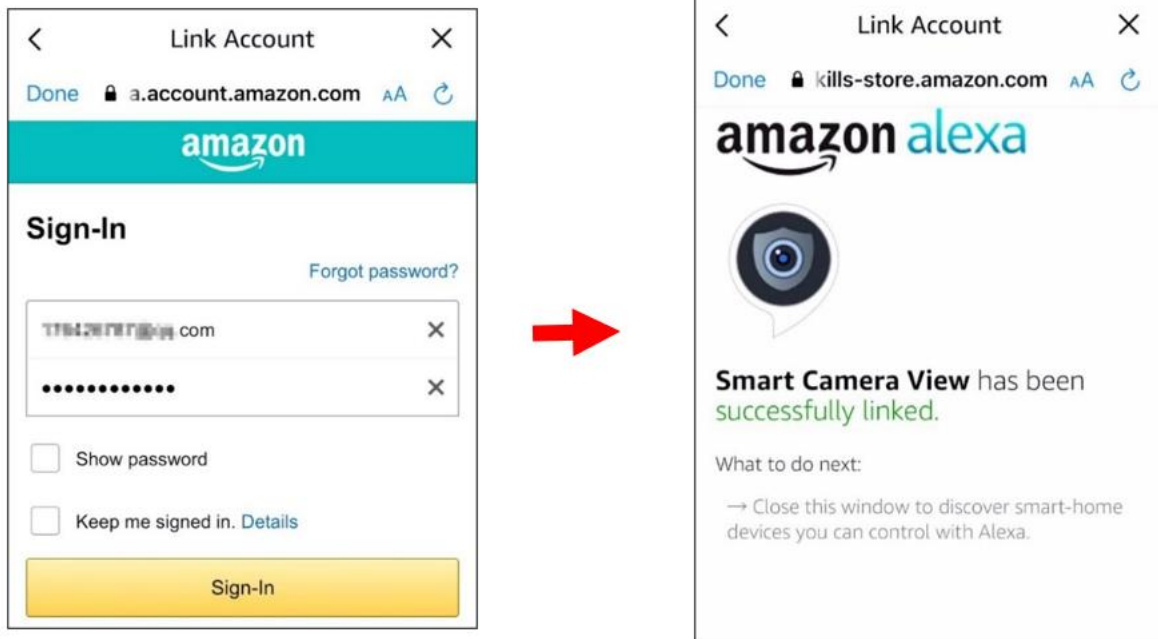 Link Account
Done a.account.amazon.com AA
amazon
Sign-In
Forgot password?
.com
••••••••••••
Show password
Keep me signed in. Details
Sign-In
Link Account
Done kills-store.amazon.com AA
amazon alexa
Smart Camera View has been
successfully linked.
What to do next:
→ Close this window to discover smart-home
devices you can control with Alexa.